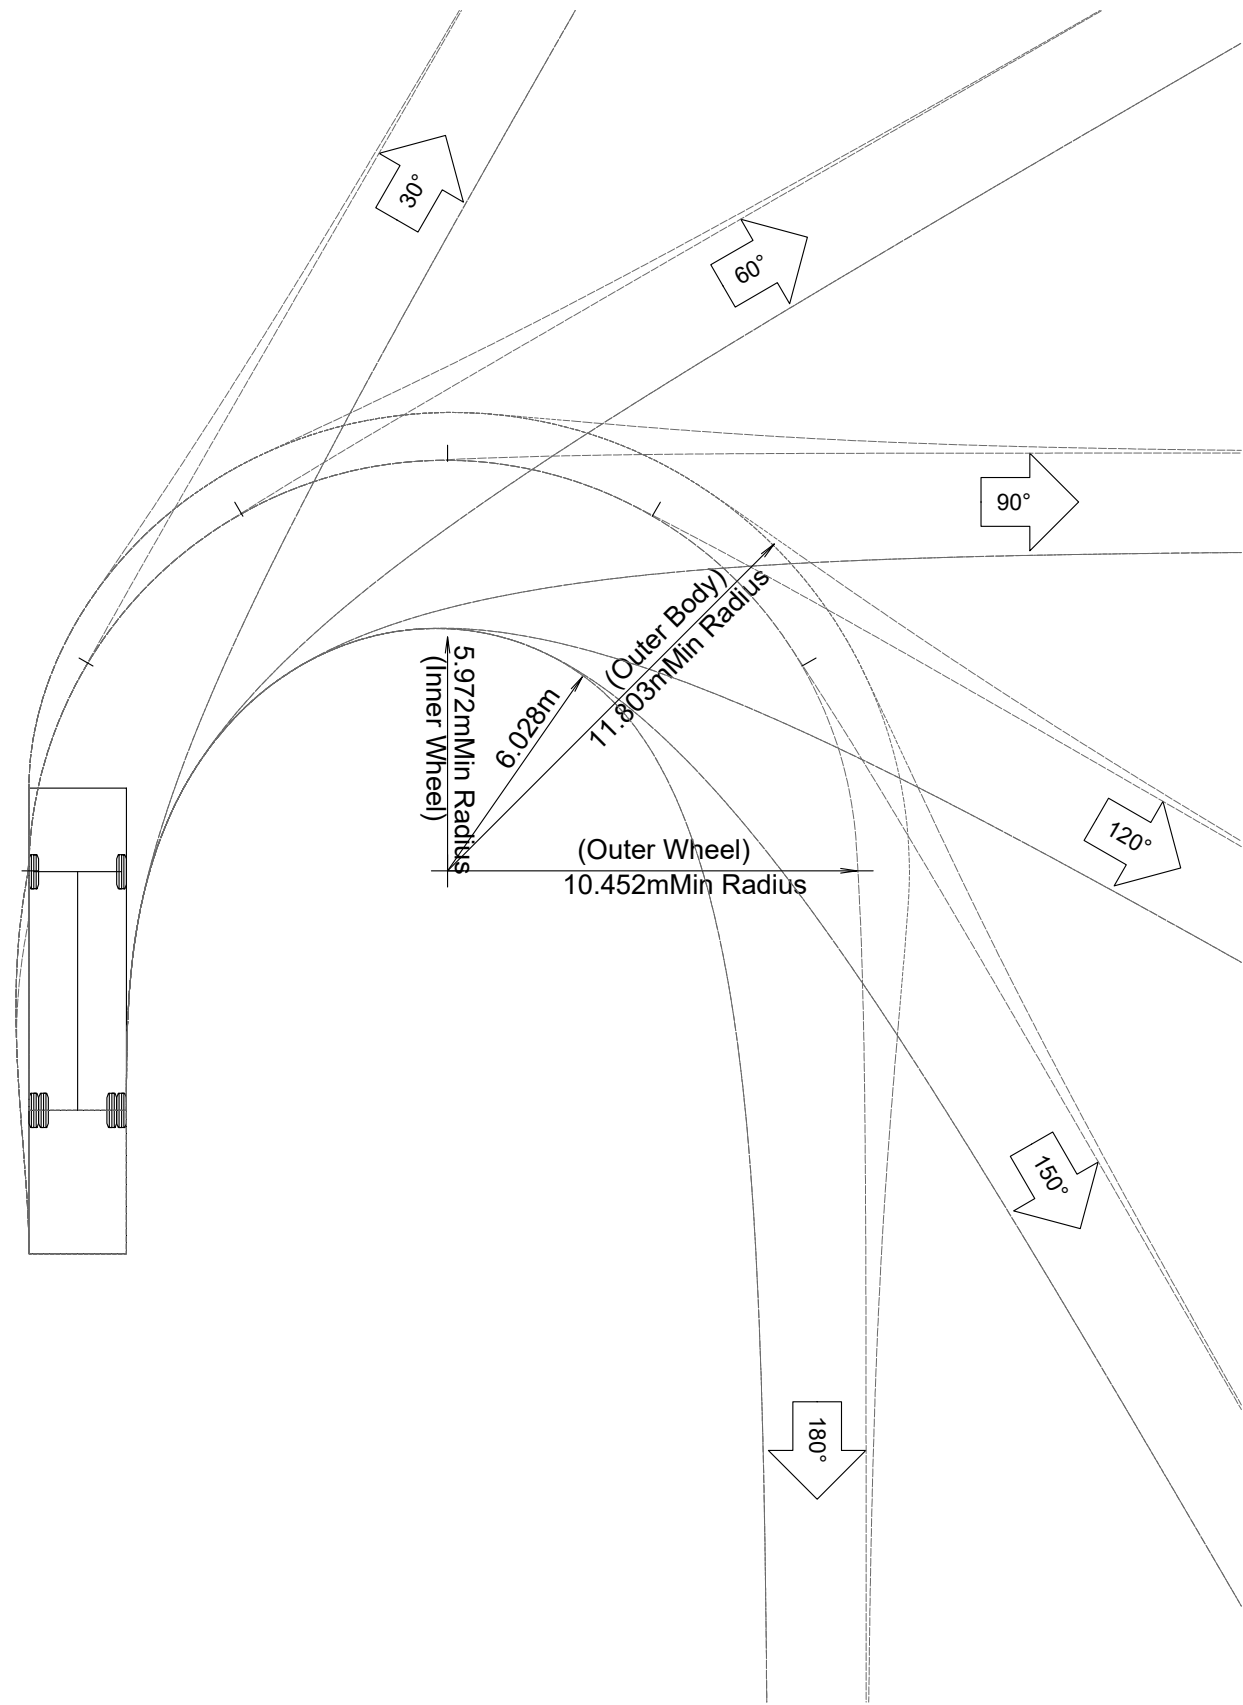 30°
60°
90°
(Outer Body)
11.803mMin Radius
5.972mMin Radius
(Inner Wheel)
6.028m
(Outer Wheel)
10.452mMin Radius
120°
150°
180°